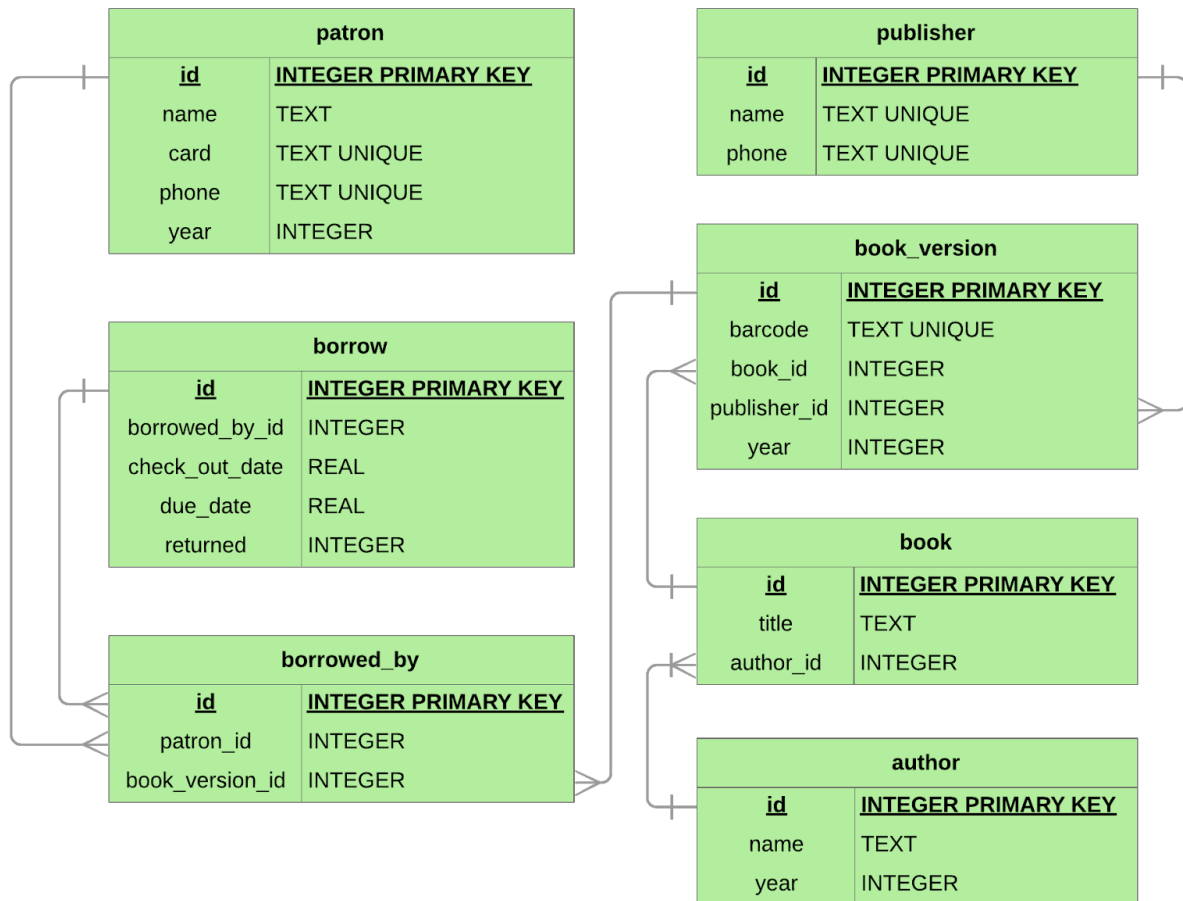 patron
id INTEGER PRIMARY KEY
name TEXT
card TEXT UNIQUE
phone TEXT UNIQUE
year INTEGER
borrow
id INTEGER PRIMARY KEY
borrowed_by_id INTEGER
check_out_date REAL
due_date REAL
returned INTEGER
borrowed_by
id INTEGER PRIMARY KEY
patron_id INTEGER
book_version_id INTEGER
publisher
id INTEGER PRIMARY KEY
name TEXT UNIQUE
phone TEXT UNIQUE
book_version
id INTEGER PRIMARY KEY
barcode TEXT UNIQUE
book_id INTEGER
publisher_id INTEGER
year INTEGER
book
id INTEGER PRIMARY KEY
title TEXT
author_id INTEGER
author
id INTEGER PRIMARY KEY
name TEXT
year INTEGER